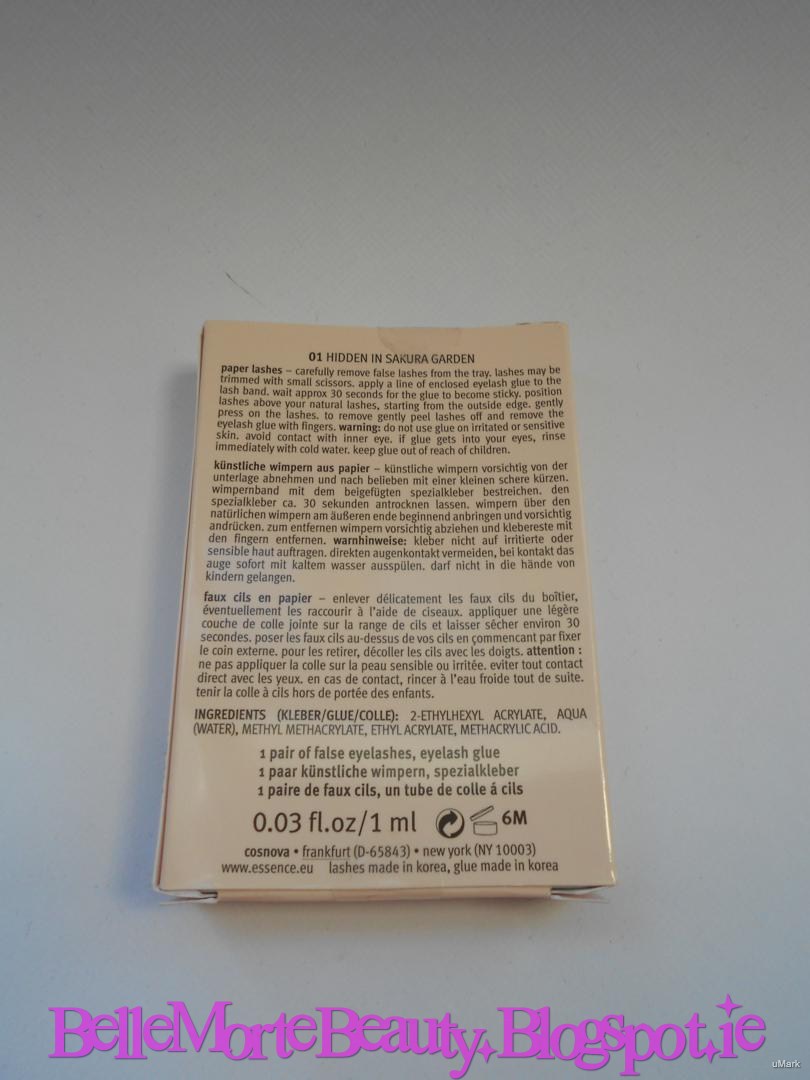 01 HIDDEN IN SAKURA GARDEN
paper lashes – carefully remove false lashes from the tray. lashes may be
trimmed with small scissors. apply a line of enclosed eyelash glue to the
lash band. wait approx 30 seconds for the glue to become sticky. position
lashes above your natural lashes, starting from the outside edge. gently
press on the lashes. to remove gently peel lashes off and remove the
eyelash glue with fingers. warning: do not use glue on irritated or sensitive
skin. avoid contact with inner eye. if glue gets into your eyes, rinse
immediately with cold water. keep glue out of reach of children.
künstliche wimpern aus papier – künstliche wimpern vorsichtig von der
unterlage abnehmen und nach belieben mit einer kleinen schere kürzen.
wimpernband mit dem beigefügten spezialkleber bestreichen. den
spezialkleber ca. 30 sekunden antrocknen lassen. wimpern über den
natürlichen wimpern am äußeren ende beginnend anbringen und vorsichtig
andrücken. zum entfernen wimpern vorsichtig abziehen und klebereste mit
den fingern entfernen. warnhinweise: kleber nicht auf irritierte oder
sensible haut auftragen. direkten augenkontakt vermeiden, bei kontakt das
auge sofort mit kaltem wasser ausspülen. darf nicht in die hände von
kindern gelangen.
faux cils en papier – enlever délicatement les faux cils du boîtier,
éventuellement les raccourir à l'aide de ciseaux. appliquer une légère
couche de colle jointe sur la range de cils et laisser sécher environ 30
secondes. poser les faux cils au-dessus de vos cils en çommencant par fixer
le coin externe. pour les retirer, décoller les cils avec les doigts. attention :
ne pas appliquer la colle sur la peau sensible ou irritée. eviter tout contact
direct avec les yeux. en cas de contact, rincer à l'eau froide tout de suite.
tenir la colle à cils hors de portée des enfants.
INGREDIENTS (KLEBER/GLUE/COLLE): 2-ETHYLHEXYL ACRYLATE, AQUA
(WATER), METHYL METHACRYLATE, ETHYL ACRYLATE, METHACRYLIC ACID.
1 pair of false eyelashes, eyelash glue
1 paar künstliche wimpern, spezialkleber
1 paire de faux cils, un tube de colle á cils
0.03 fl.oz/1 ml 6M
cosnova • frankfurt (D-65843) • new york (NY 10003)
www.essence.eu lashes made in korea, glue made in korea
BelleMorteBeauty.Blogspot.ie
uMark